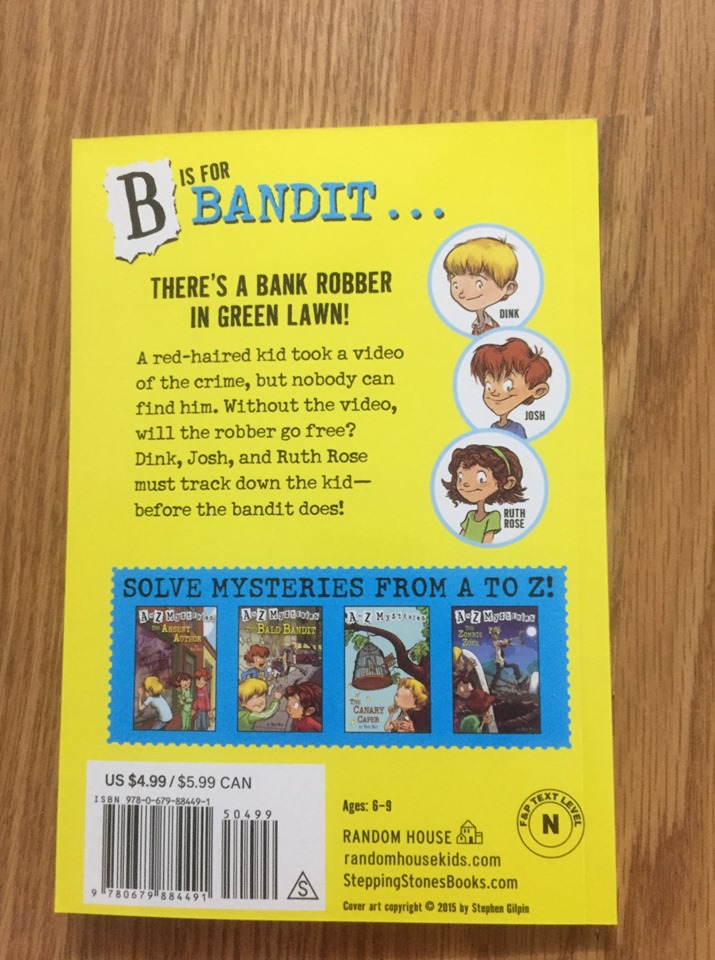 B IS FOR
BANDIT...
THERE'S A BANK ROBBER
IN GREEN LAWN!
A red-haired kid took a video
of the crime, but nobody can
find him. Without the video,
will the robber go free?
Dink, Josh, and Ruth Rose
must track down the kid—
before the bandit does!
DINK
JOSH
RUTH
ROSE
SOLVE MYSTERIES FROM A TO Z!
A to Z Mysteries
THE ABSENT
AUTHOR
A to Z Mysteries
THE BALD BANDIT
A to Z Mysteries
THE
CANARY
CAPER
A to Z Mysteries
THE
ZOMBIE
ZONE
US $4.99 / $5.99 CAN
ISBN 978-0-679-88449-1
50499
9 780679 884491
S
Ages: 6-9
RANDOM HOUSE
randomhousekids.com
SteppingStonesBooks.com
Cover art copyright © 2015 by Stephen Gilpin
F&P TEXT LEVEL
N